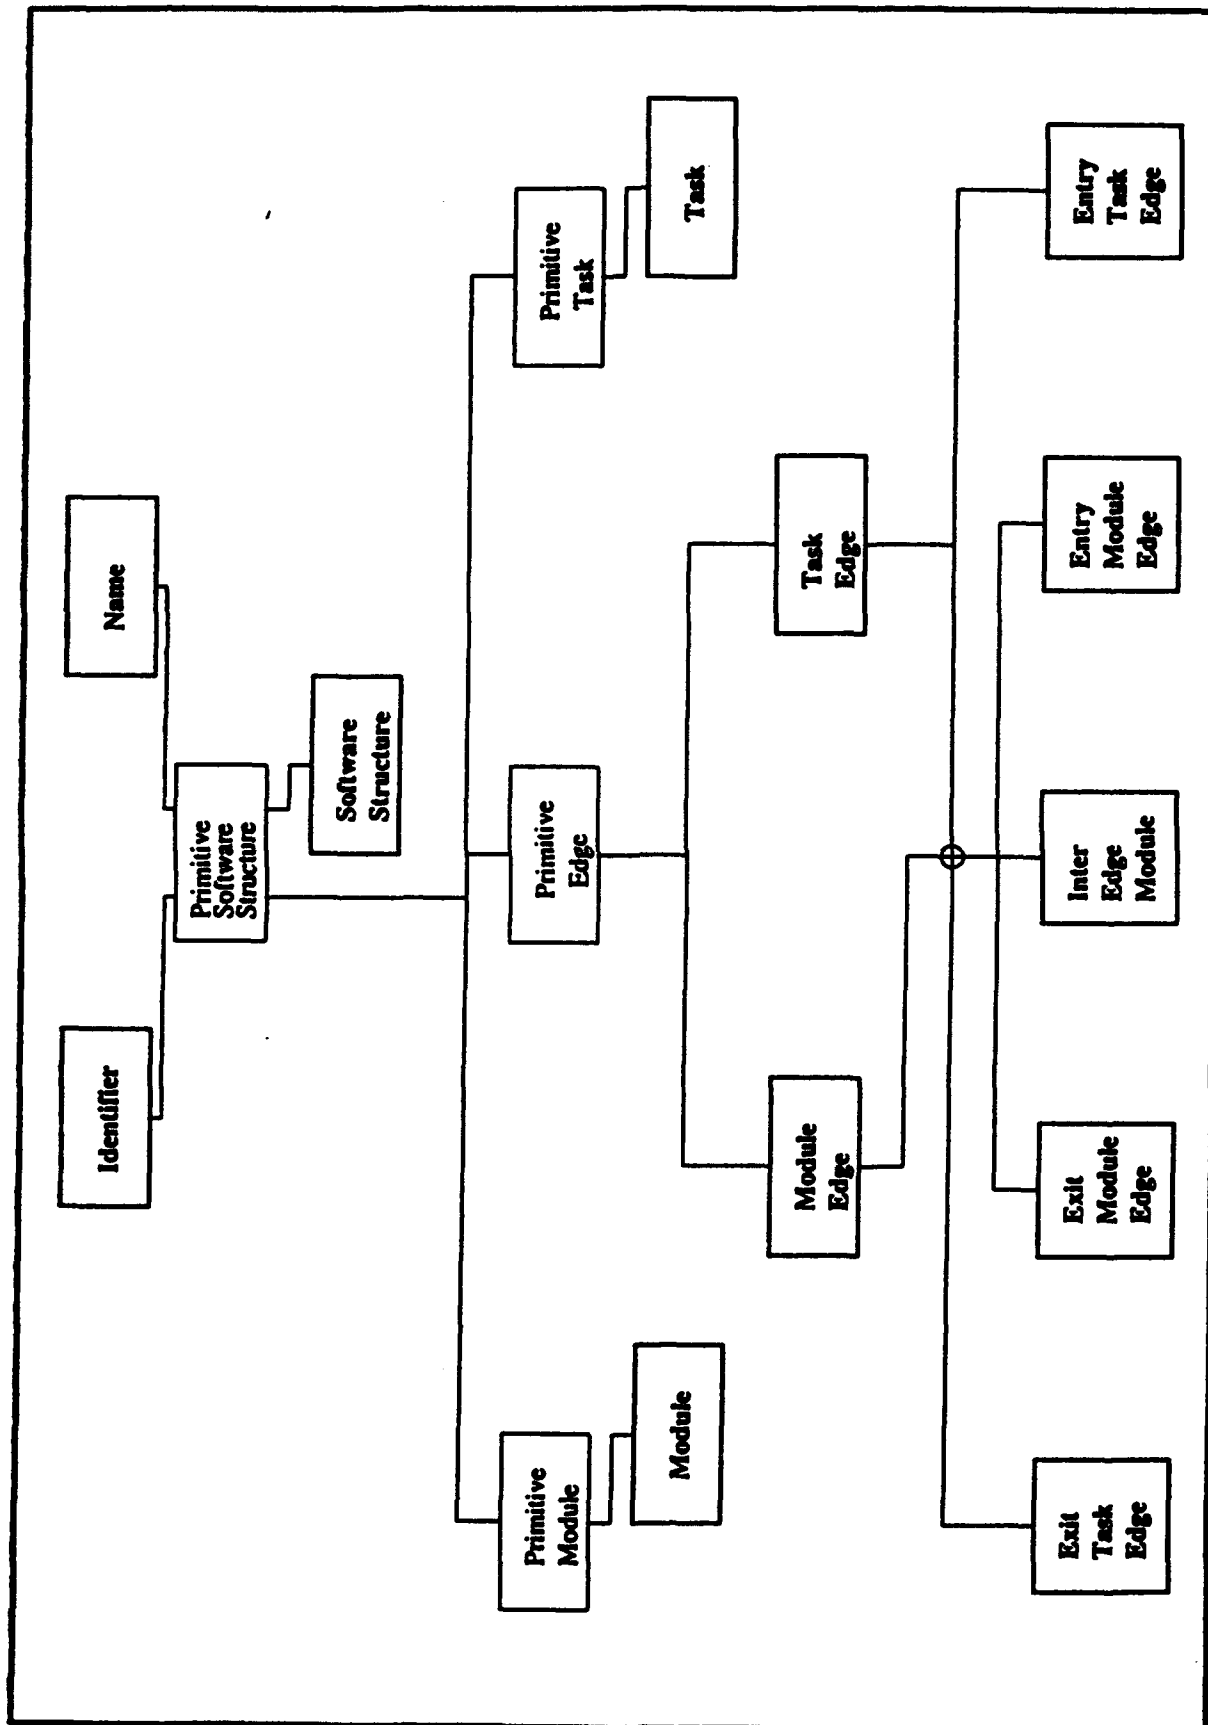 Identifier
Name
Primitive
Software
Structure
Software
Structure
Primitive
Module
Primitive
Edge
Primitive
Task
Module
Task
Module
Edge
Task
Edge
Exit
Task
Edge
Exit
Module
Edge
Inter
Edge
Module
Entry
Module
Edge
Entry
Task
Edge